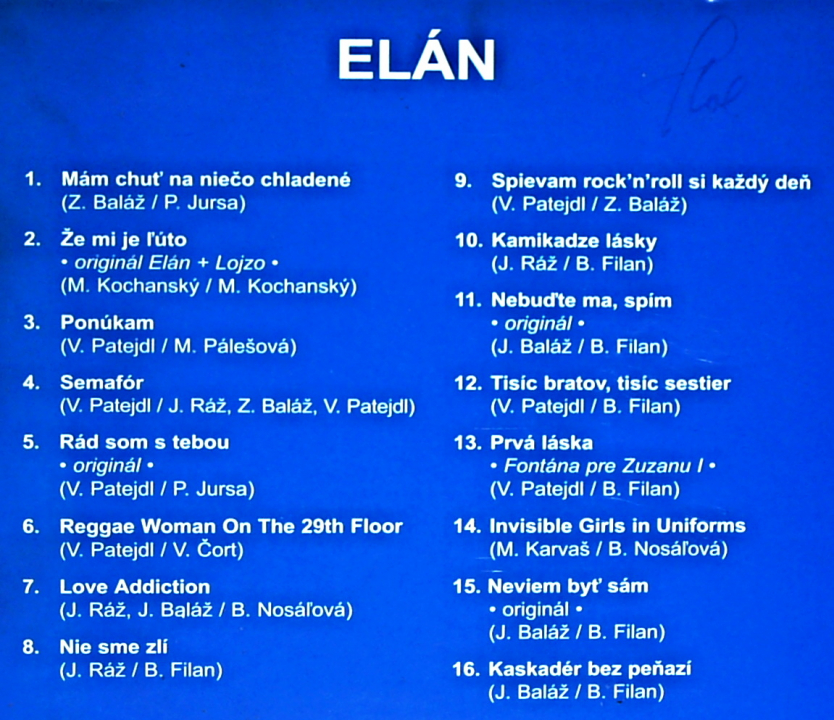 ELÁN
1. Mám chuť na niečo chladené
(Z. Baláž / P. Jursa)
2. Že mi je ľúto
• originál Elán + Lojzo •
(M. Kochanský / M. Kochanský)
3. Ponúkam
(V. Patejdl / M. Pálešová)
4. Semafór
(V. Patejdl / J. Ráž, Z. Baláž, V. Patejdl)
5. Rád som s tebou
• originál •
(V. Patejdl / P. Jursa)
6. Reggae Woman On The 29th Floor
(V. Patejdl / V. Čort)
7. Love Addiction
(J. Ráž, J. Baláž / B. Nosáľová)
8. Nie sme zlí
(J. Ráž / B. Filan)
9. Spievam rock'n'roll si každý deň
(V. Patejdl / Z. Baláž)
10. Kamikadze lásky
(J. Ráž / B. Filan)
11. Nebuďte ma, spím
• originál •
(J. Baláž / B. Filan)
12. Tisíc bratov, tisíc sestier
(V. Patejdl / B. Filan)
13. Prvá láska
• Fontána pre Zuzanu I •
(V. Patejdl / B. Filan)
14. Invisible Girls in Uniforms
(M. Karvaš / B. Nosáľová)
15. Neviem byť sám
• originál •
(J. Baláž / B. Filan)
16. Kaskadér bez peňazí
(J. Baláž / B. Filan)